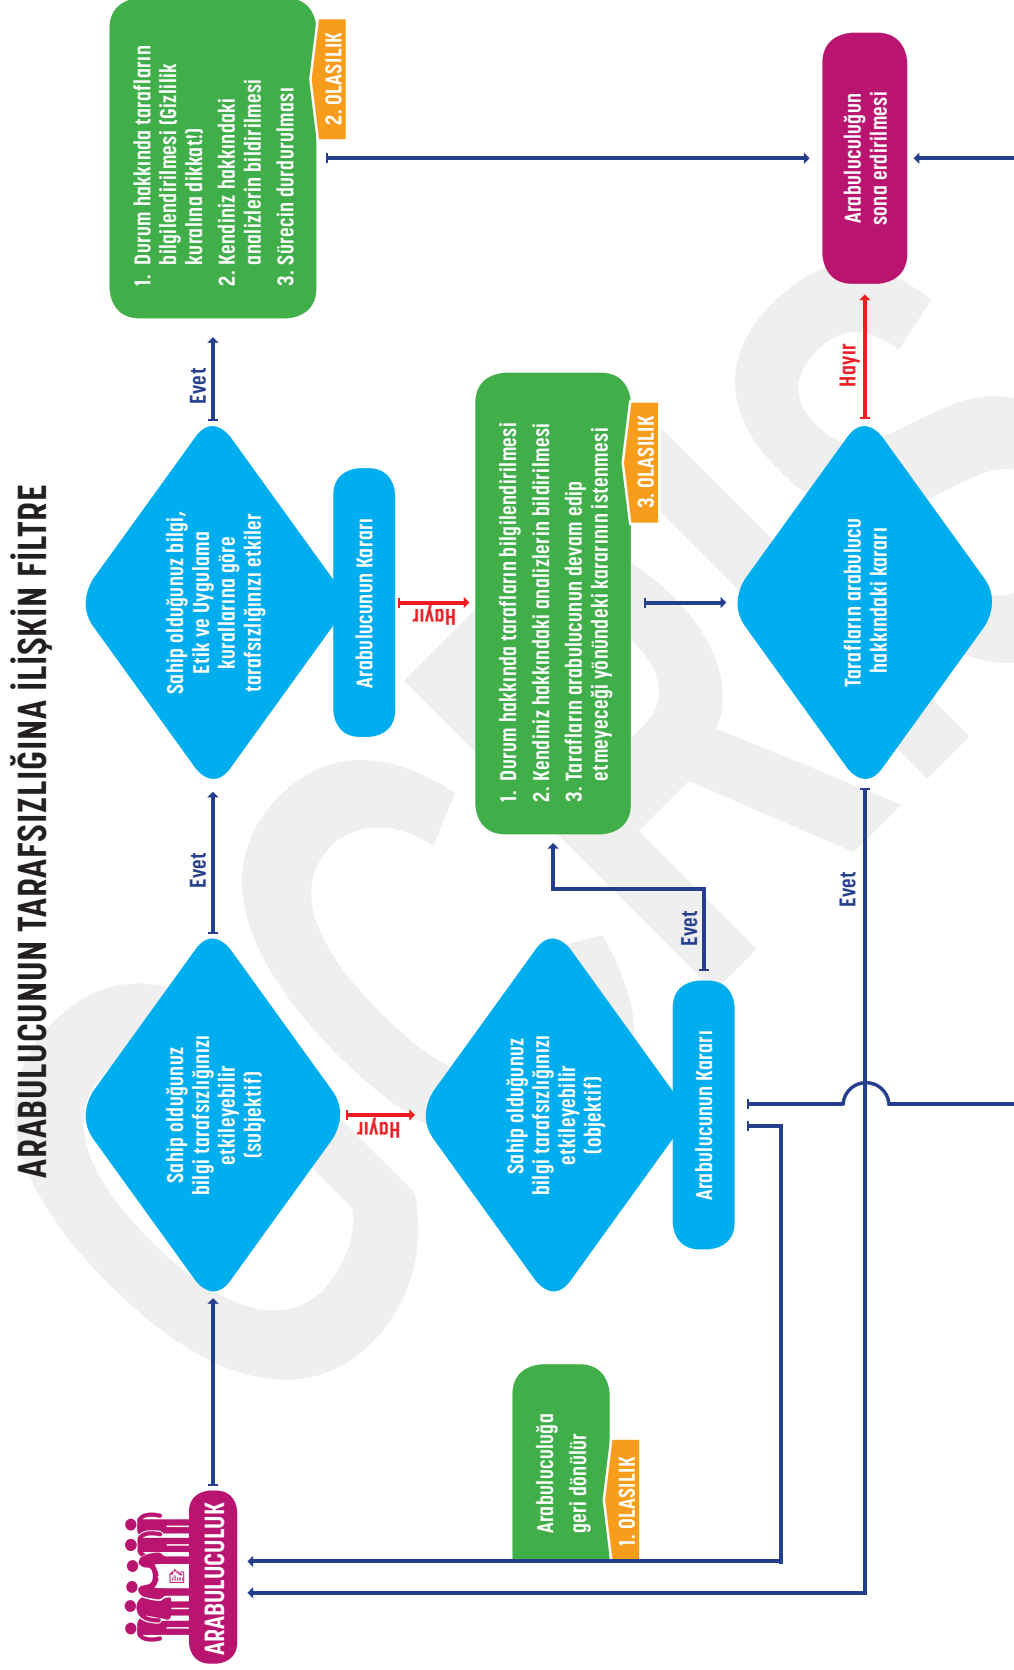 ARABULUCUNUN TARAFSIZLIĞINA İLİŞKİN FİLTRE
ARABULUCULUK
Sahip olduğunuz
bilgi tarafsızlığınızı
etkileyebilir
(subjektif)
Evet
Sahip olduğunuz bilgi,
Etik ve Uygulama
kurallarına göre
tarafsızlığınızı etkiler
Arabulucunun Kararı
Evet
1. Durum hakkında tarafların
bilgilendirilmesi (Gizlilik
kuralına dikkat!)
2. Kendiniz hakkındaki
analizlerin bildirilmesi
3. Sürecin durdurulması
2. OLASILIK
Hayır
Hayır
Sahip olduğunuz
bilgi tarafsızlığınızı
etkileyebilir
(objektif)
Arabulucunun Kararı
Evet
1. Durum hakkında tarafların bilgilendirilmesi
2. Kendiniz hakkındaki analizlerin bildirilmesi
3. Tarafların arabulucunun devam edip
etmeyeceği yönündeki kararının istenmesi
3. OLASILIK
Arabuluculuğa
geri dönülür
1. OLASILIK
Evet
Tarafların arabulucu
hakkındaki kararı
Hayır
Arabuluculuğun
sona erdirilmesi